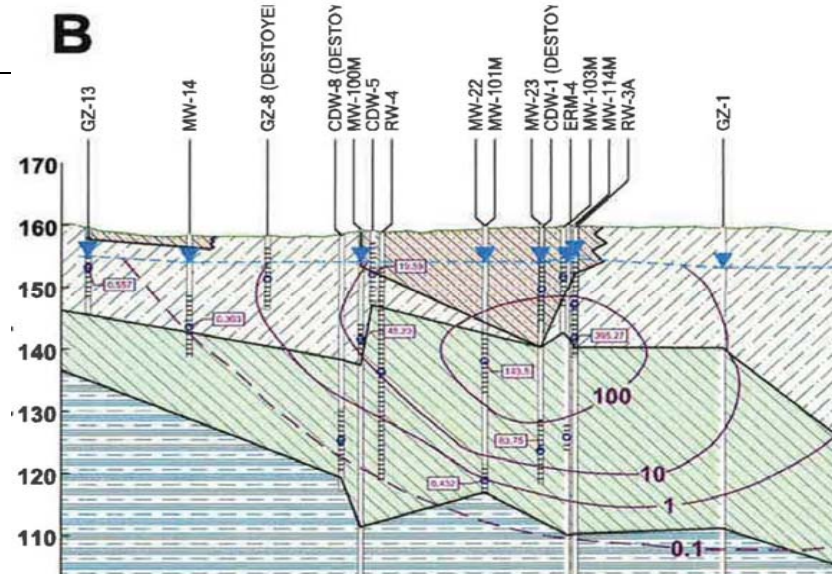 B
GZ-13
MW-14
GZ-8 (DESTOYE
CDW-8 (DESTOY
MW-100M
CDW-5
RW-4
MW-22
MW-101M
MW-23
CDW-1 (DESTOY
ERM-4
MW-103M
MW-114M
RW-3A
GZ-1
170
160
150
140
130
120
110
0.557
0.303
19.59
45.23
123.5
395.27
83.75
0.432
100
10
1
0.1